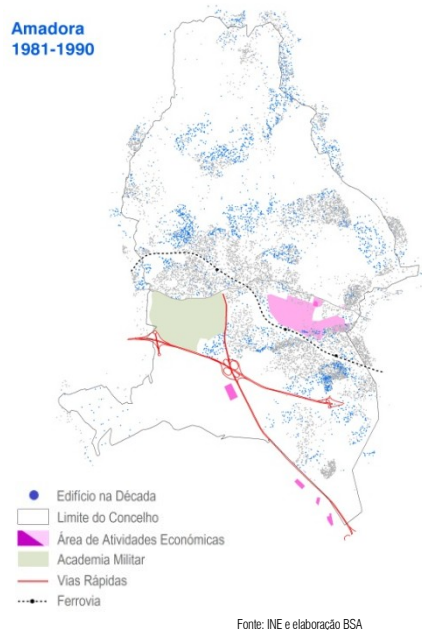 Amadora
1981-1990
Edifício na Década
Limite do Concelho
Área de Atividades Económicas
Academia Militar
Vias Rápidas
Ferrovia
Fonte: INE e elaboração BSA